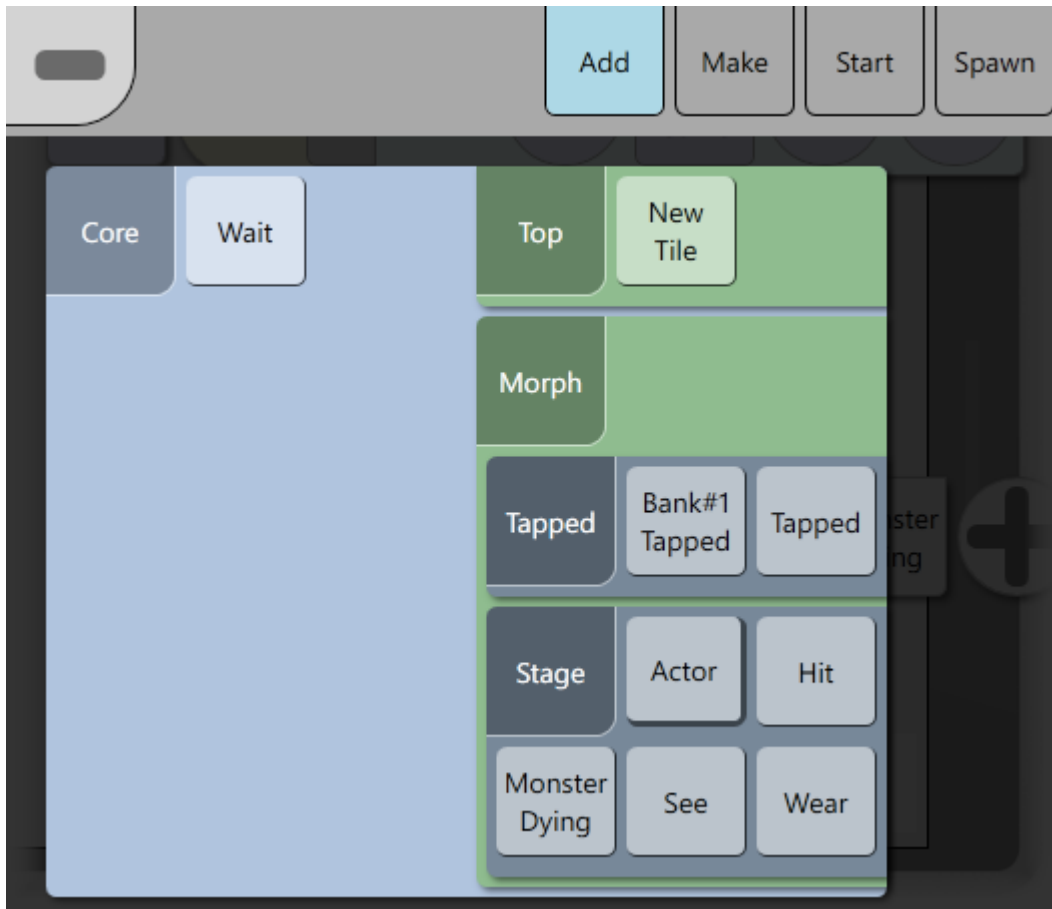 Add Make Start Spawn
Core Wait
Top New
Tile
Morph
Tapped Bank#1
Tapped Tapped
Stage Actor Hit
Monster
Dying See Wear